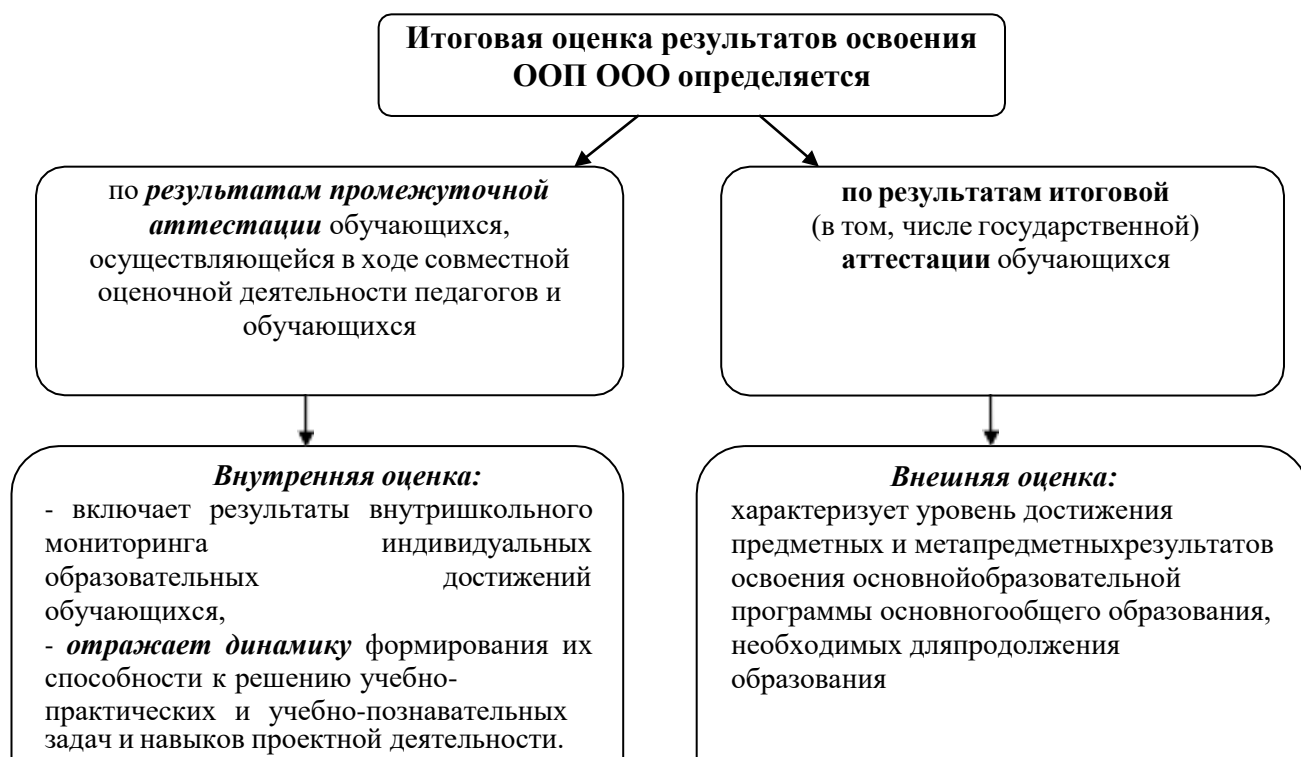 Итоговая оценка результатов освоения
ООП ООО определяется
по результатам промежуточной
аттестации обучающихся,
осуществляющейся в ходе совместной
оценочной деятельности педагогов и
обучающихся
по результатам итоговой
(в том, числе государственной)
аттестации обучающихся
Внутренняя оценка:
- включает результаты внутришкольного
мониторинга индивидуальных
образовательных достижений
обучающихся,
- отражает динамику формирования их
способности к решению учебно-
практических и учебно-познавательных
задач и навыков проектной деятельности.
Внешняя оценка:
характеризует уровень достижения
предметных и метапредметныхрезультатов
освоения основнойобразовательной
программы основногообщего образования,
необходимых дляпродолжения
образования